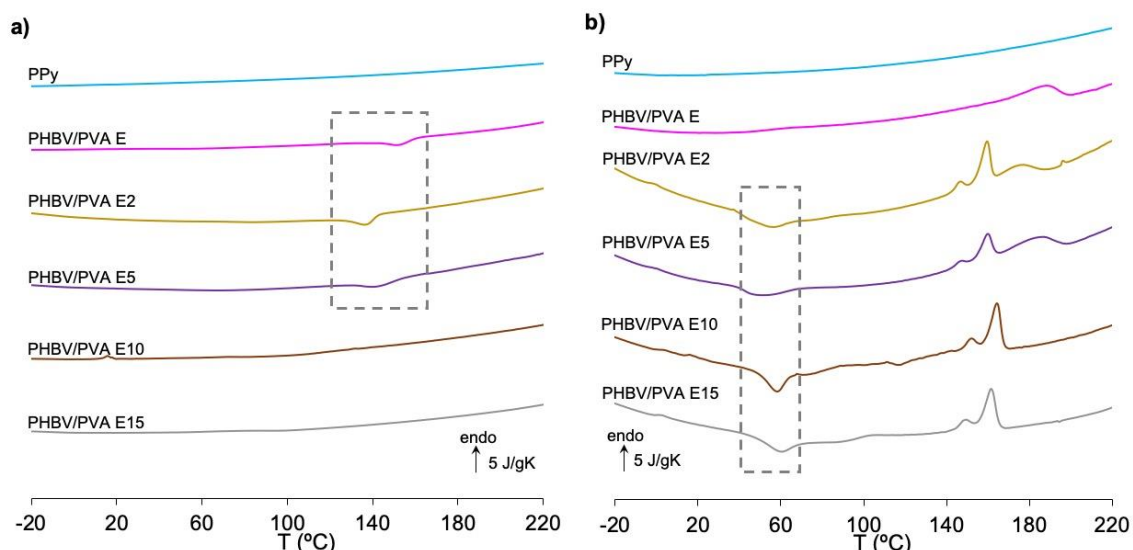 a)
PPy
PHBV/PVA E
PHBV/PVA E2
PHBV/PVA E5
PHBV/PVA E10
PHBV/PVA E15
endo
5 J/gK
-20 20 60 100 140 180 220
T (ºC)
b)
PPy
PHBV/PVA E
PHBV/PVA E2
PHBV/PVA E5
PHBV/PVA E10
PHBV/PVA E15
endo
5 J/gK
-20 20 60 100 140 180 220
T (ºC)